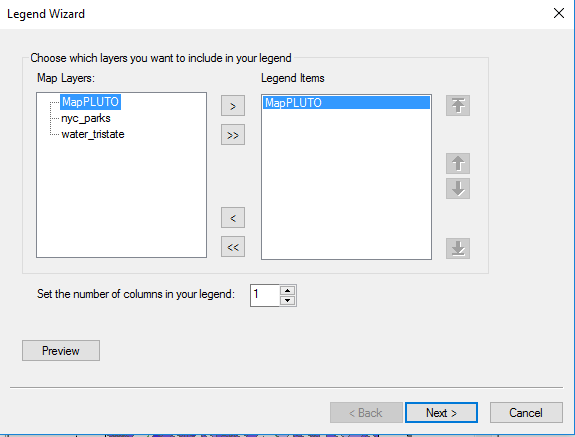 Legend Wizard
Choose which layers you want to include in your legend
Map Layers:
Legend Items
MapPLUTO
nyc_parks
water_tristate
>
>>
<
<<
MapPLUTO
Set the number of columns in your legend:
1
Preview
< Back
Next >
Cancel